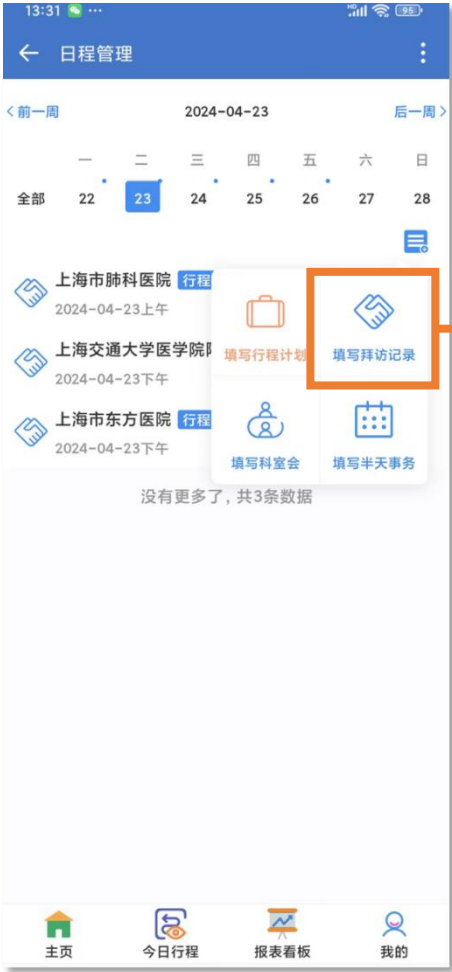 13:31 ... HD 95
日程管理
前一周 2024-04-23 后一周
一 二 三 四 五 六 日
全部 22 23 24 25 26 27 28
上海市肺科医院 行程
2024-04-23上午
上海交通大学医学院
2024-04-23下午
上海市东方医院 行程
2024-04-23下午
填写行程计划 填写拜访记录
填写科室会 填写半天事务
没有更多了，共3条数据
主页 今日行程 报表看板 我的